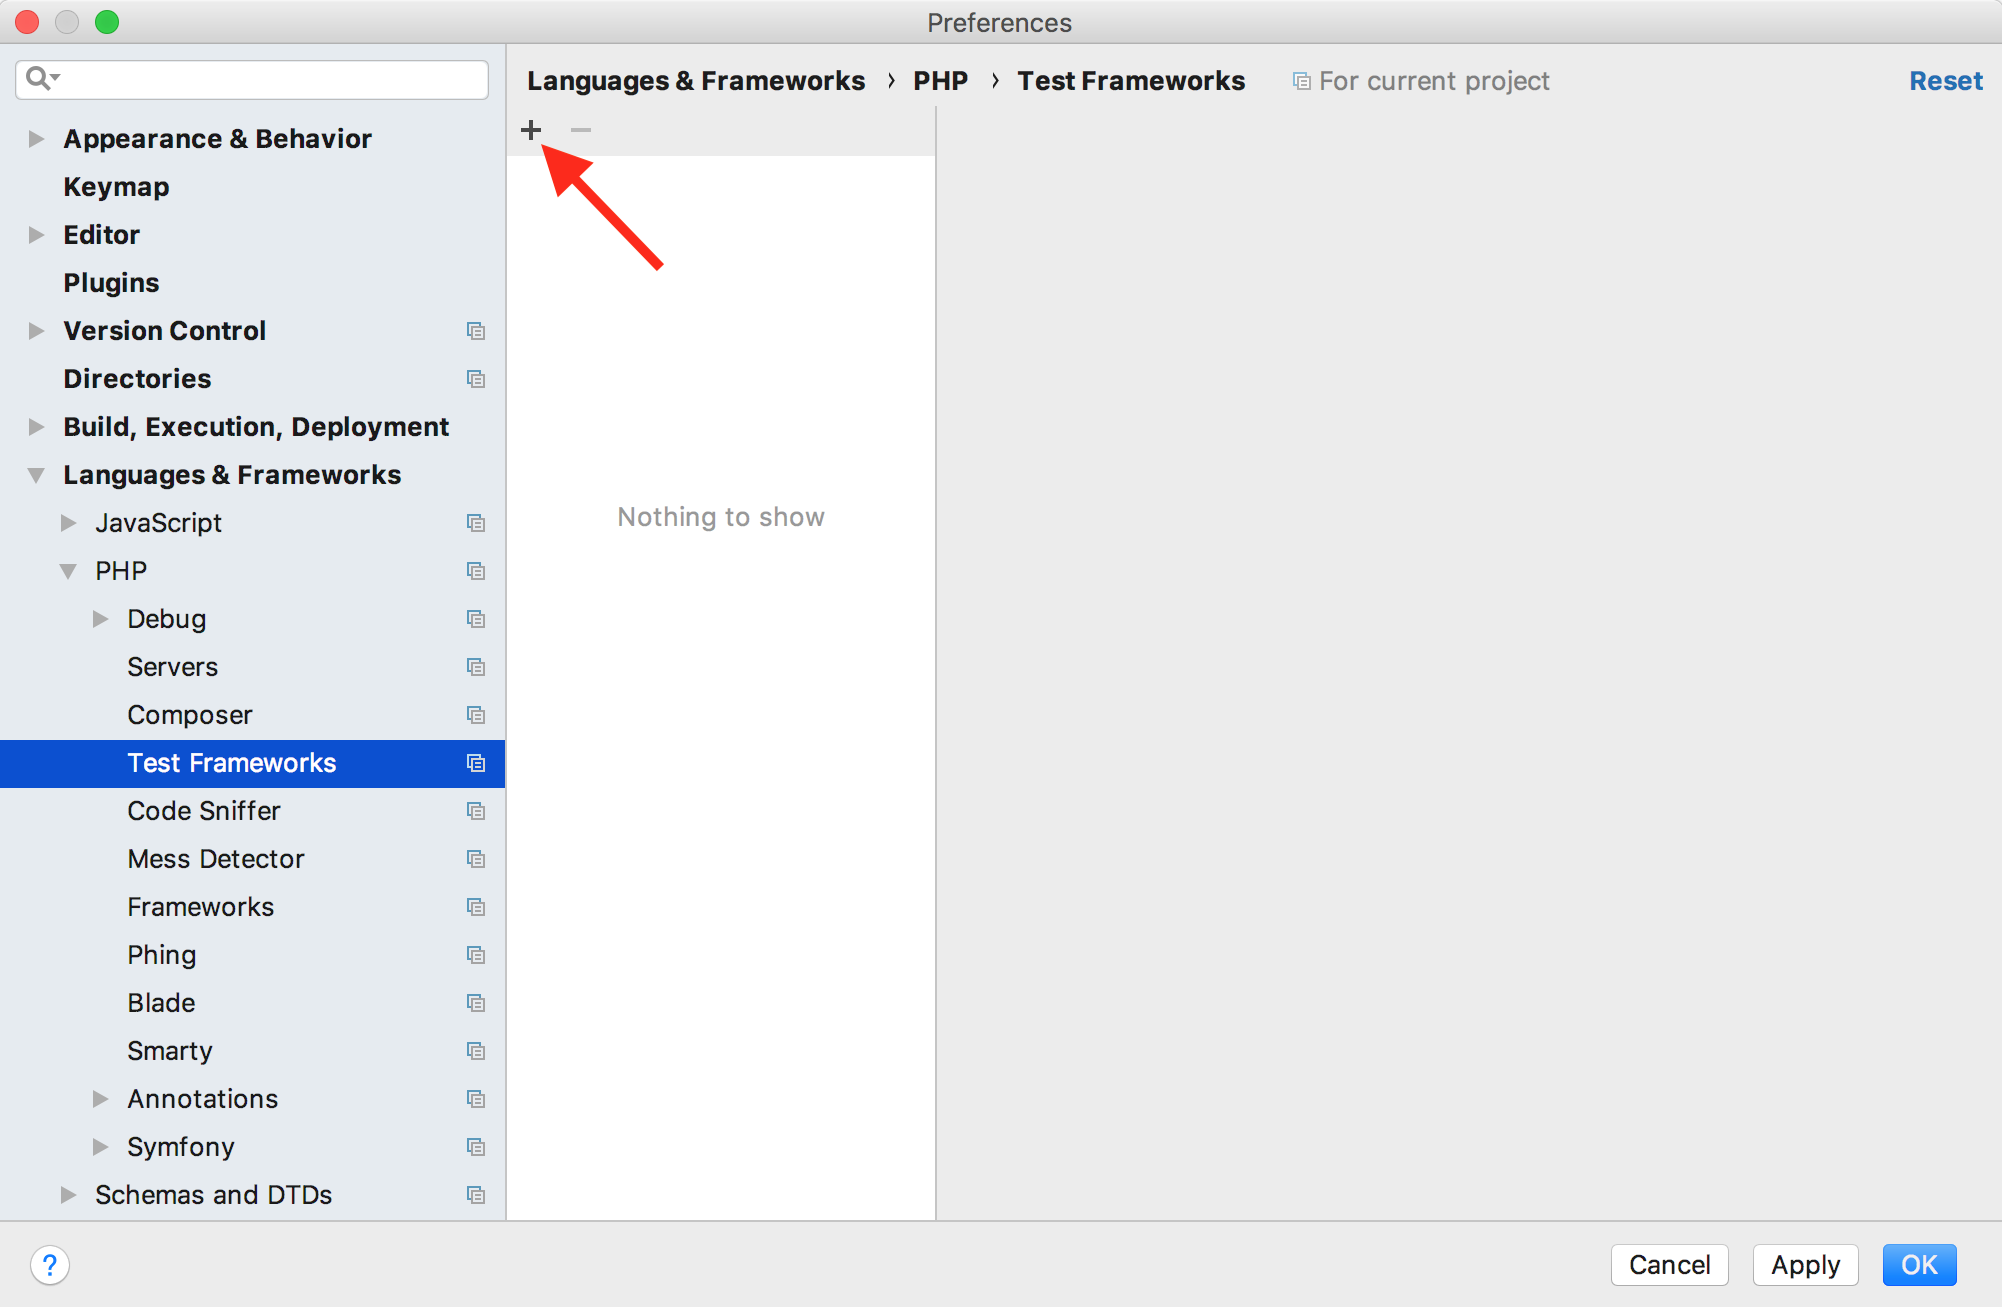 Preferences
Languages & Frameworks › PHP › Test Frameworks For current project Reset
Appearance & Behavior
Keymap
Editor
Plugins
Version Control
Directories
Build, Execution, Deployment
Languages & Frameworks
JavaScript
PHP
Debug
Servers
Composer
Test Frameworks
Code Sniffer
Mess Detector
Frameworks
Phing
Blade
Smarty
Annotations
Symfony
Schemas and DTDs
Nothing to show
? Cancel Apply OK